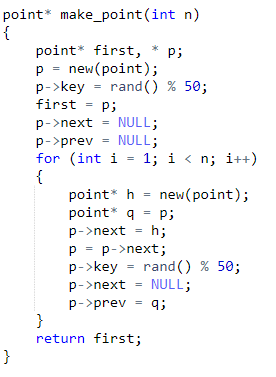 point* make_point(int n)
{
    point* first, * p;
    p = new(point);
    p->key = rand() % 50;
    first = p;
    p->next = NULL;
    p->prev = NULL;
    for (int i = 1; i < n; i++)
    {
        point* h = new(point);
        point* q = p;
        p->next = h;
        p = p->next;
        p->key = rand() % 50;
        p->next = NULL;
        p->prev = q;
    }
    return first;
}